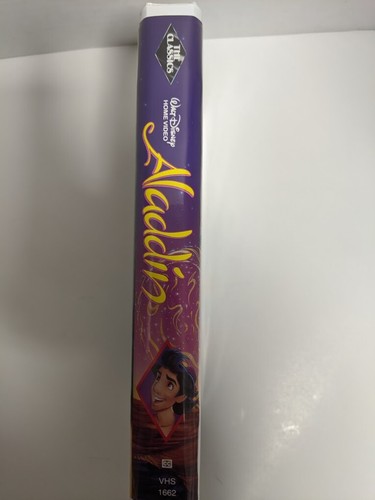 THE
CLASSICS
Walt Disney
HOME VIDEO
Aladdin
VHS
1662